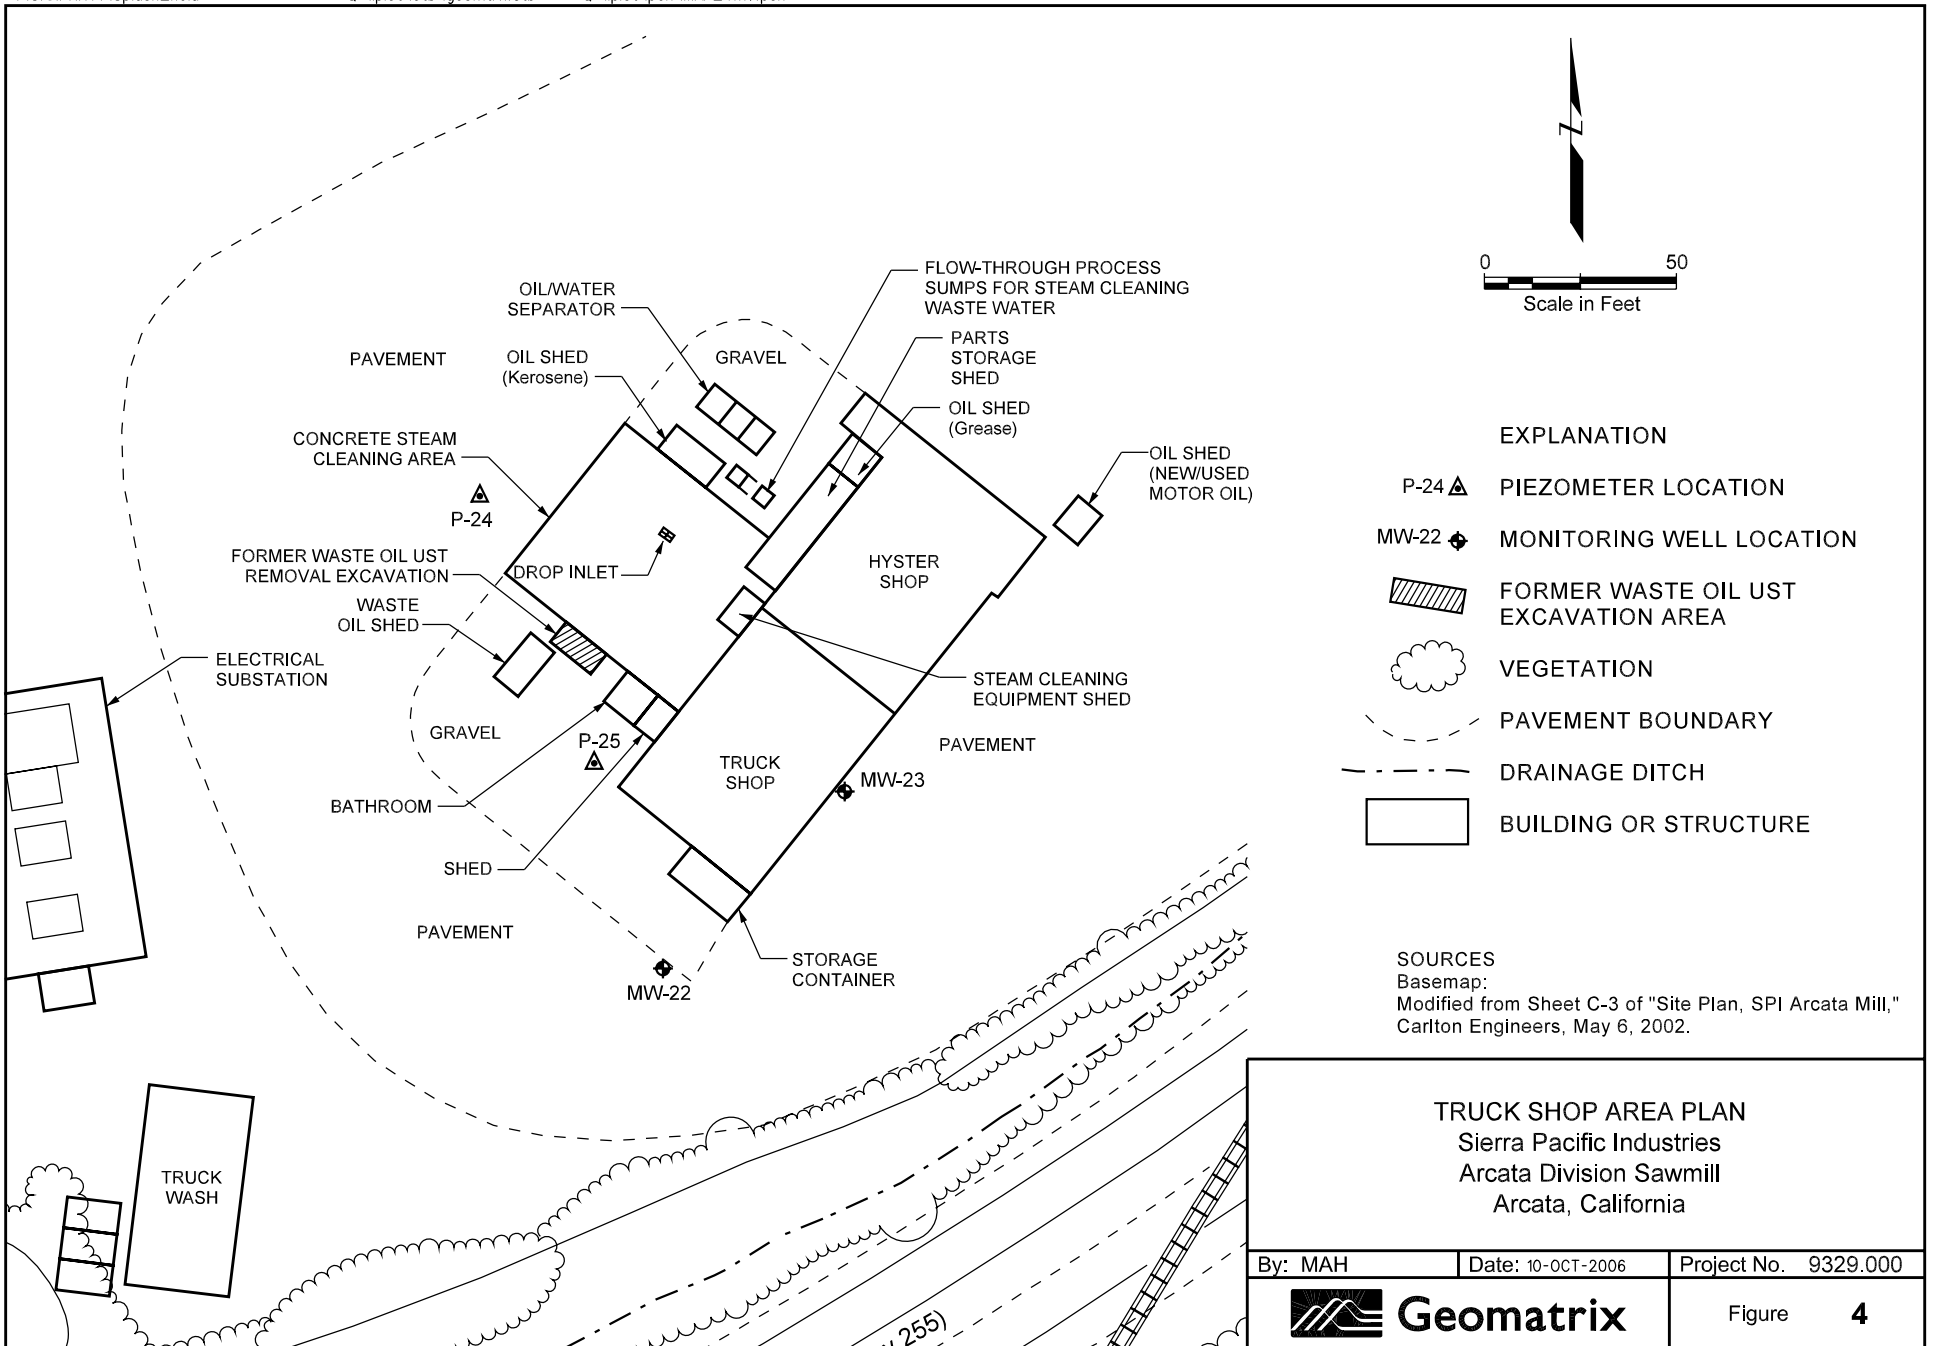 0 50
Scale in Feet
FLOW-THROUGH PROCESS
SUMPS FOR STEAM CLEANING
WASTE WATER
OIL/WATER
SEPARATOR
PARTS
STORAGE
SHED
PAVEMENT
OIL SHED
(Kerosene)
GRAVEL
OIL SHED
(Grease)
CONCRETE STEAM
CLEANING AREA
OIL SHED
(NEW/USED
MOTOR OIL)
P-24
FORMER WASTE OIL UST
REMOVAL EXCAVATION
DROP INLET
HYSTER
SHOP
WASTE
OIL SHED
ELECTRICAL
SUBSTATION
STEAM CLEANING
EQUIPMENT SHED
GRAVEL
P-25
PAVEMENT
TRUCK
SHOP
MW-23
BATHROOM
SHED
PAVEMENT
STORAGE
CONTAINER
MW-22
TRUCK
WASH
255)
EXPLANATION
P-24 PIEZOMETER LOCATION
MW-22 MONITORING WELL LOCATION
FORMER WASTE OIL UST
EXCAVATION AREA
VEGETATION
PAVEMENT BOUNDARY
DRAINAGE DITCH
BUILDING OR STRUCTURE
SOURCES
Basemap:
Modified from Sheet C-3 of "Site Plan, SPI Arcata Mill,"
Carlton Engineers, May 6, 2002.
TRUCK SHOP AREA PLAN
Sierra Pacific Industries
Arcata Division Sawmill
Arcata, California
By: MAH Date: 10-OCT-2006 Project No. 9329.000
Geomatrix Figure 4